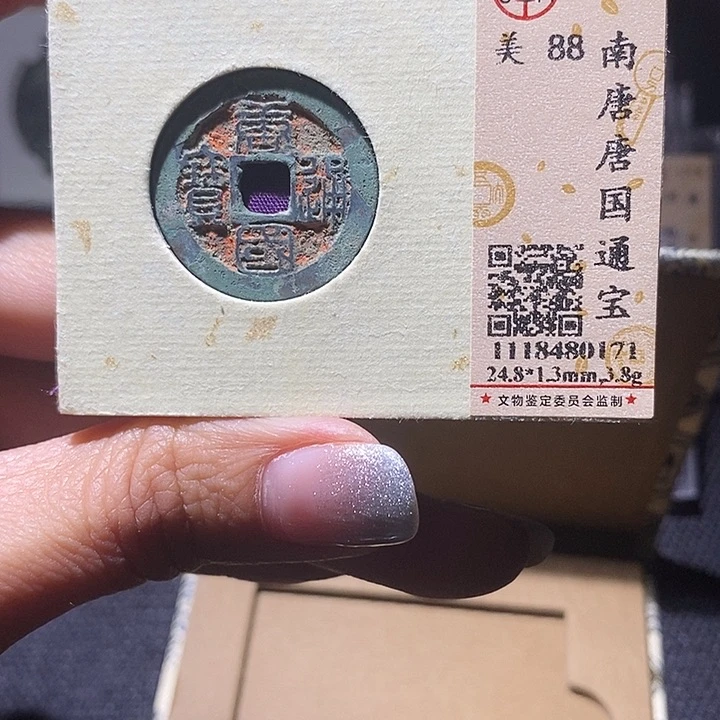 唐國通寶
美 88
南唐唐国通宝
1118480171
24.8*1.3mm,3.8g
★文物鉴定委员会监制★